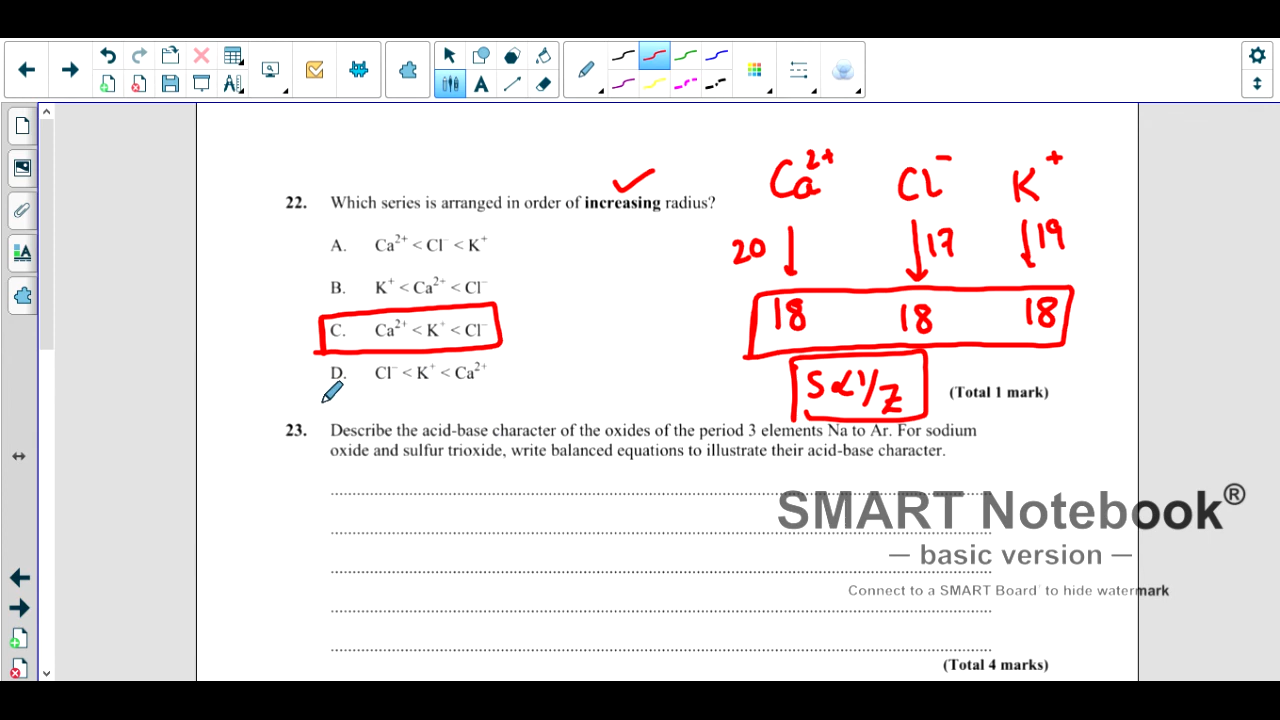 Ca²⁺ Cl⁻ K⁺
22. Which series is arranged in order of increasing radius?
20 17 19
A. Ca²⁺ < Cl⁻ < K⁺
B. K⁺ < Ca²⁺ < Cl⁻
18 18 18
C. Ca²⁺ < K⁺ < Cl⁻
D. Cl⁻ < K⁺ < Ca²⁺
S∝1/Z
(Total 1 mark)
23. Describe the acid-base character of the oxides of the period 3 elements Na to Ar. For sodium
oxide and sulfur trioxide, write balanced equations to illustrate their acid-base character.
SMART Notebook®
— basic version —
Connect to a SMART Board' to hide watermark
(Total 4 marks)